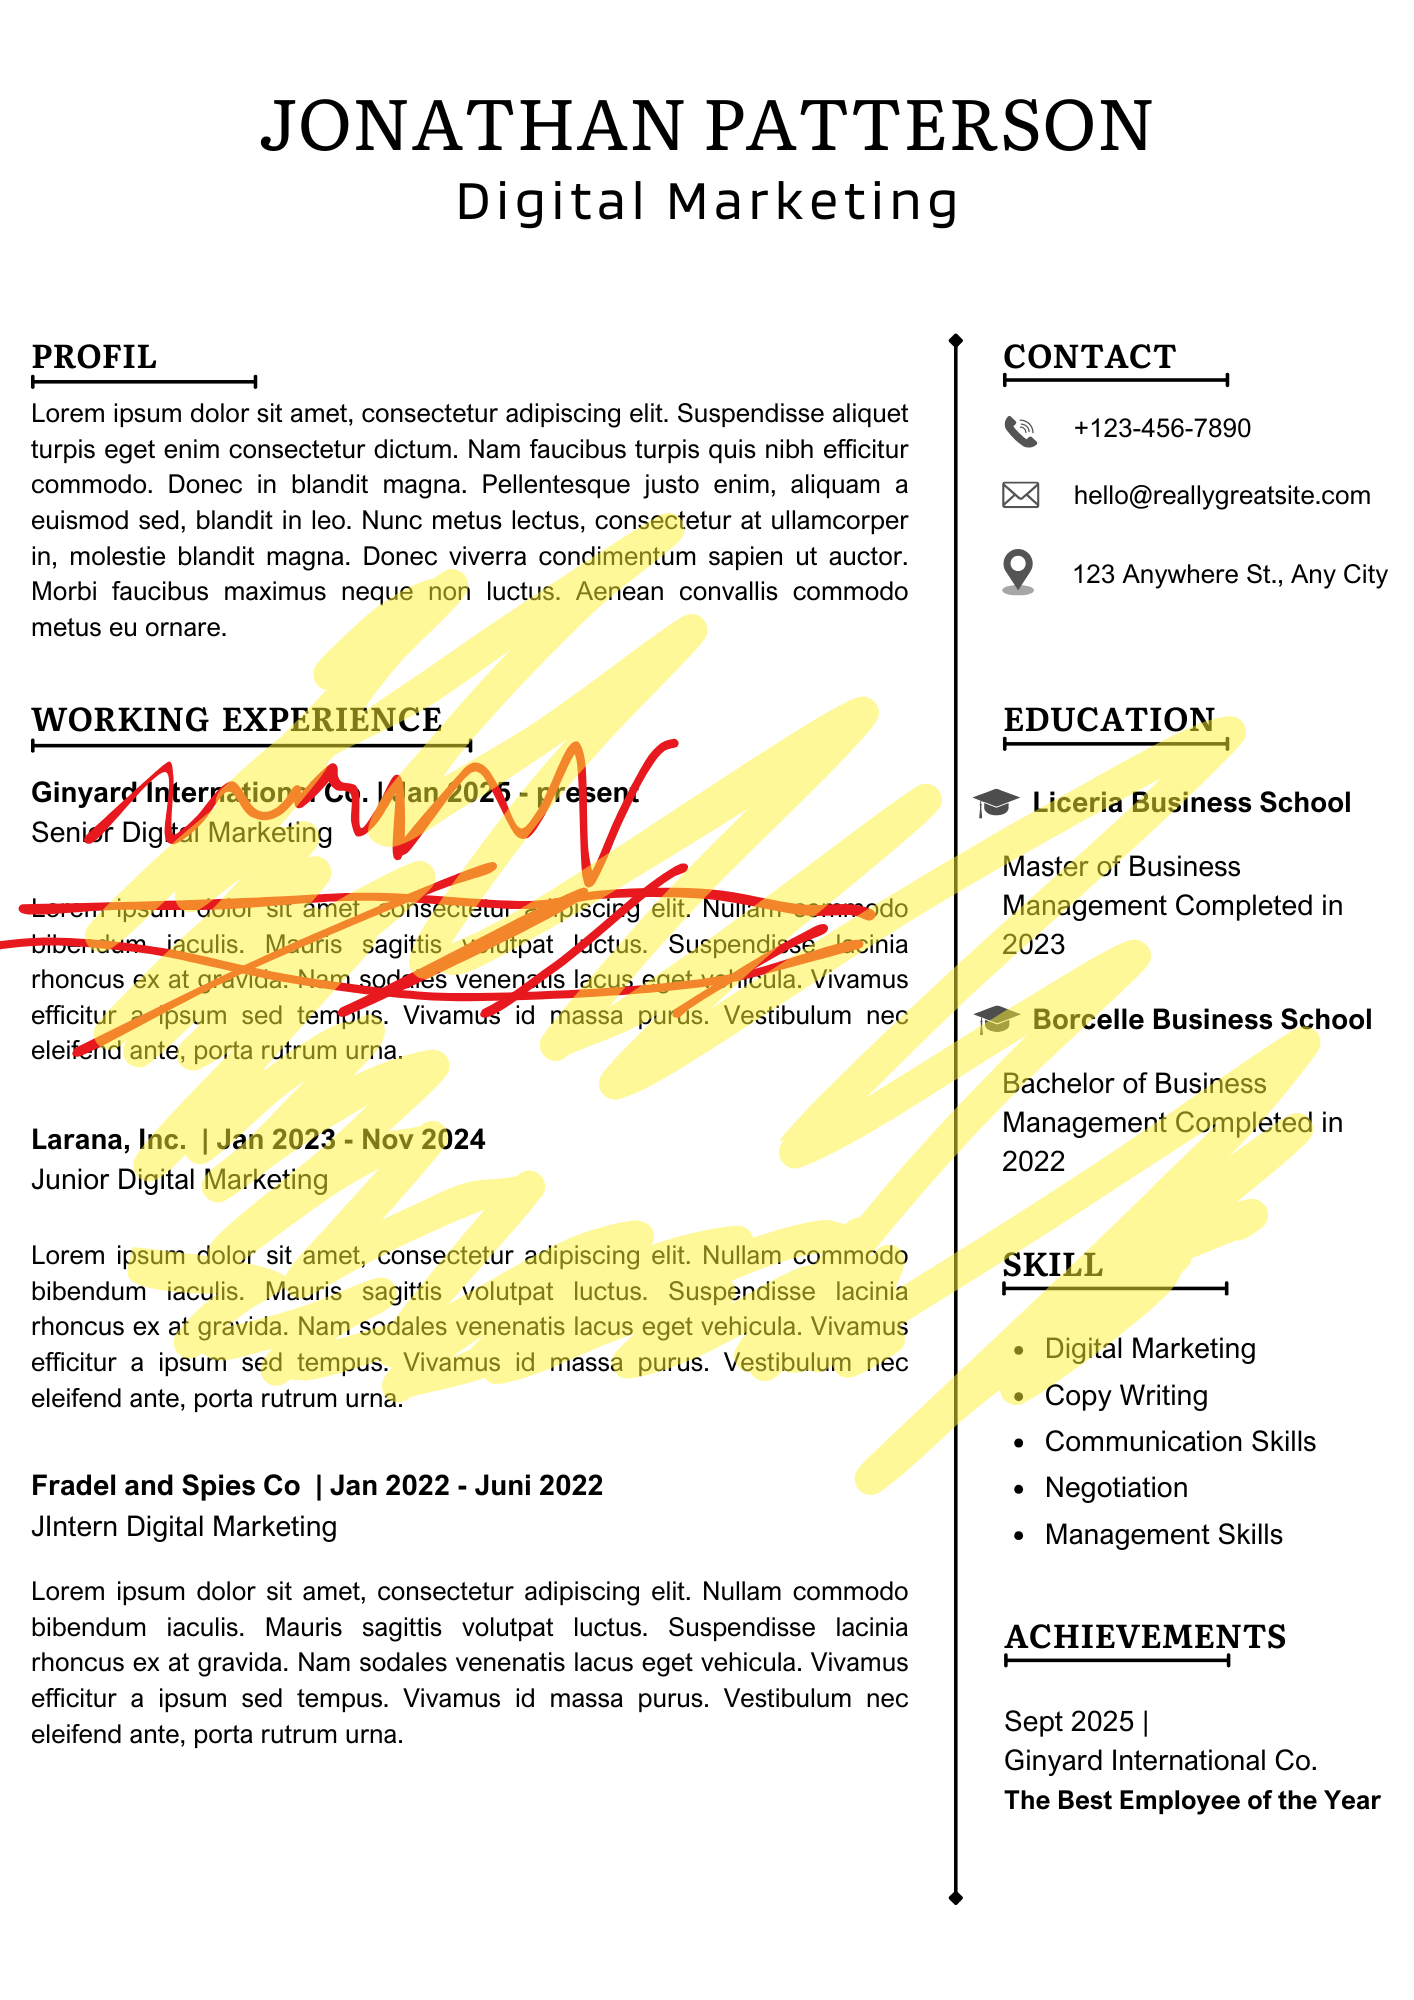 JONATHAN PATTERSON
Digital Marketing
PROFIL
Lorem ipsum dolor sit amet, consectetur adipiscing elit. Suspendisse aliquet
turpis eget enim consectetur dictum. Nam faucibus turpis quis nibh efficitur
commodo. Donec in blandit magna. Pellentesque justo enim, aliquam a
euismod sed, blandit in leo. Nunc metus lectus, consectetur at ullamcorper
in, molestie blandit magna. Donec viverra condimentum sapien ut auctor.
Morbi faucibus maximus neque non luctus. Aenean convallis commodo
metus eu ornare.
WORKING EXPERIENCE
Ginyard International Co. | Jan 2025 - present
Senior Digital Marketing
Lorem ipsum dolor sit amet, consectetur adipiscing elit. Nullam commodo
bibendum iaculis. Mauris sagittis volutpat luctus. Suspendisse lacinia
rhoncus ex at gravida. Nam sodales venenatis lacus eget vehicula. Vivamus
efficitur a ipsum sed tempus. Vivamus id massa purus. Vestibulum nec
eleifend ante, porta rutrum urna.
Larana, Inc. | Jan 2023 - Nov 2024
Junior Digital Marketing
Lorem ipsum dolor sit amet, consectetur adipiscing elit. Nullam commodo
bibendum iaculis. Mauris sagittis volutpat luctus. Suspendisse lacinia
rhoncus ex at gravida. Nam sodales venenatis lacus eget vehicula. Vivamus
efficitur a ipsum sed tempus. Vivamus id massa purus. Vestibulum nec
eleifend ante, porta rutrum urna.
Fradel and Spies Co | Jan 2022 - Juni 2022
JIntern Digital Marketing
Lorem ipsum dolor sit amet, consectetur adipiscing elit. Nullam commodo
bibendum iaculis. Mauris sagittis volutpat luctus. Suspendisse lacinia
rhoncus ex at gravida. Nam sodales venenatis lacus eget vehicula. Vivamus
efficitur a ipsum sed tempus. Vivamus id massa purus. Vestibulum nec
eleifend ante, porta rutrum urna.
CONTACT
+123-456-7890
hello@reallygreatsite.com
123 Anywhere St., Any City
EDUCATION
Liceria Business School
Master of Business
Management Completed in
2023
Borcelle Business School
Bachelor of Business
Management Completed in
2022
SKILL
• Digital Marketing
• Copy Writing
• Communication Skills
• Negotiation
• Management Skills
ACHIEVEMENTS
Sept 2025 |
Ginyard International Co.
The Best Employee of the Year